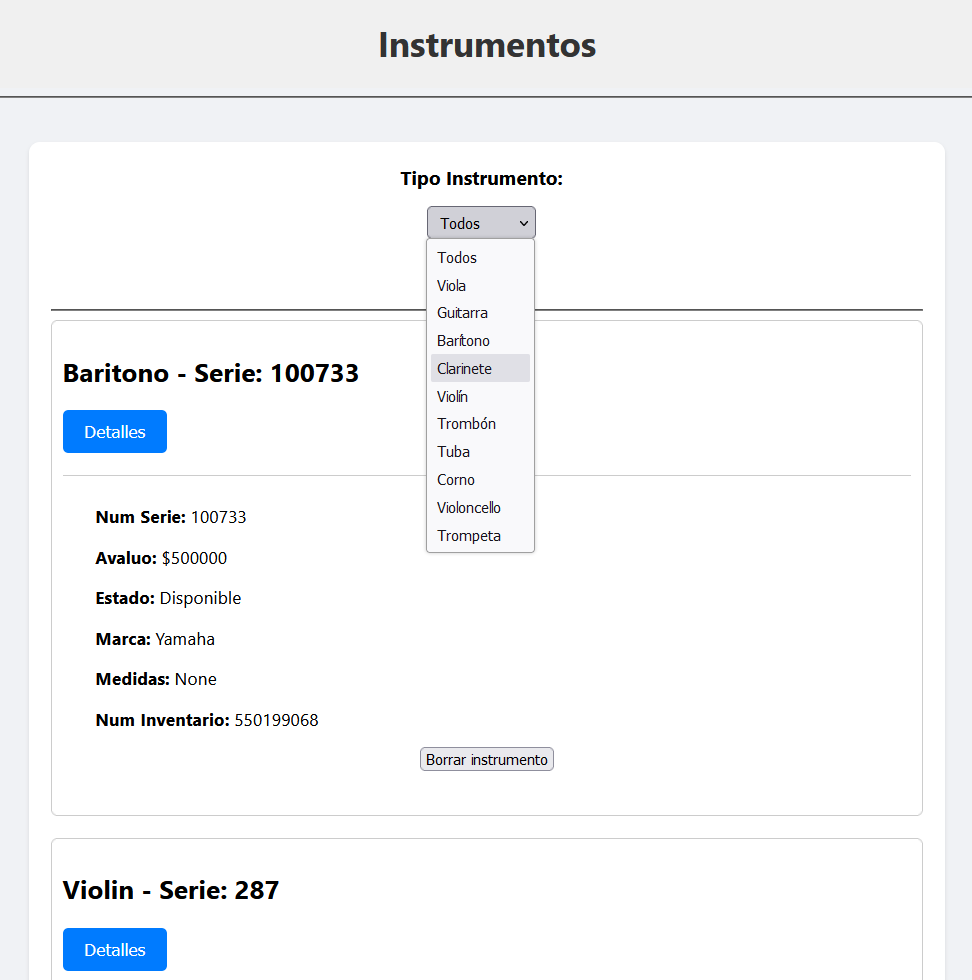 Instrumentos
Tipo Instrumento:
Todos
Todos
Viola
Guitarra
Barítono
Clarinete
Violín
Trombón
Tuba
Corno
Violoncello
Trompeta
Baritono - Serie: 100733
Detalles
Num Serie: 100733
Avaluo: $500000
Estado: Disponible
Marca: Yamaha
Medidas: None
Num Inventario: 550199068
Borrar instrumento
Violin - Serie: 287
Detalles